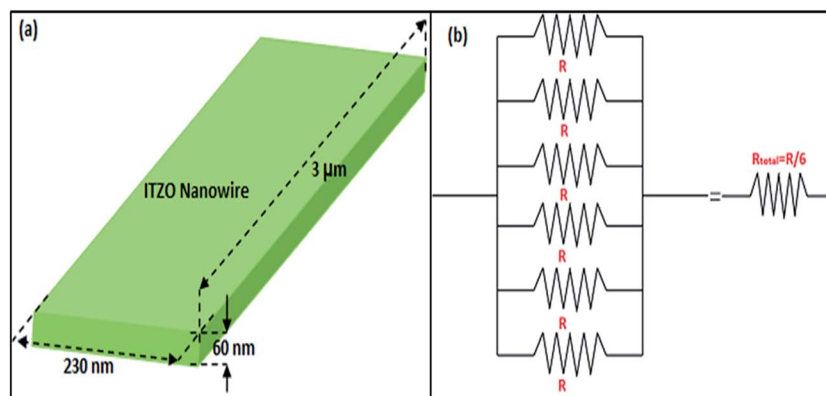 (a)
ITZO Nanowire
3 µm
60 nm
230 nm
(b)
R
R
R
R
R
R
=
Rtotal=R/6